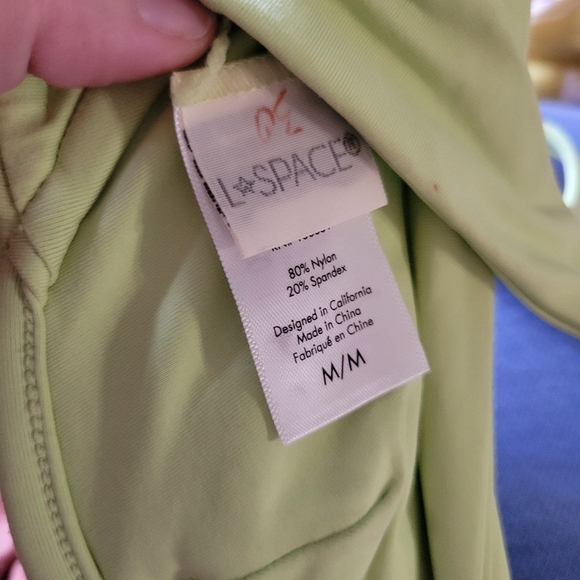 L★SPACE®
80% Nylon
20% Spandex
Designed in California
Made in China
Fabriqué en Chine
M/M